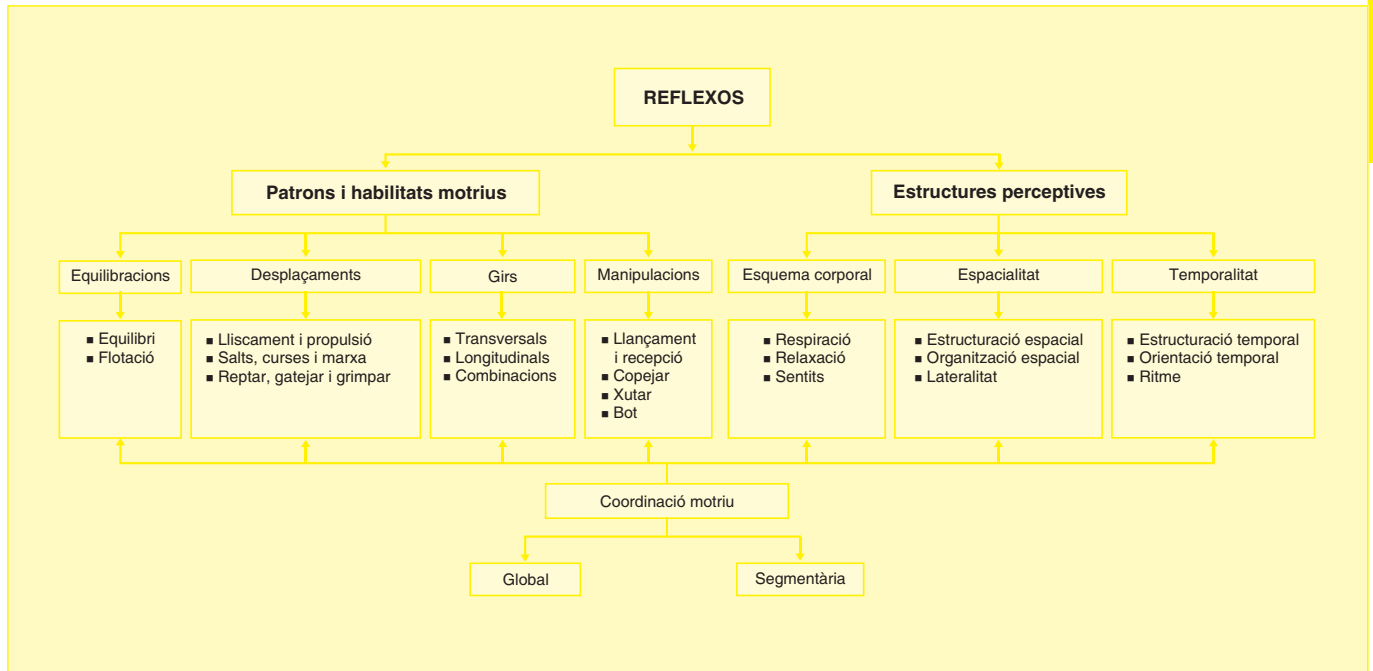 REFLEXOS
Patrons i habilitats motrius
Estructures perceptives
Equilibracions
Desplaçaments
Girs
Manipulacions
Esquema corporal
Espacialitat
Temporalitat
■ Equilibri
■ Flotació
■ Lliscament i propulsió
■ Salts, curses i marxa
■ Reptar, gatejar i grimpar
■ Transversals
■ Longitudinals
■ Combinacions
■ Llançament
i recepció
■ Copejar
■ Xutar
■ Bot
■ Respiració
■ Relaxació
■ Sentits
■ Estructuració espacial
■ Organització espacial
■ Lateralitat
■ Estructuració temporal
■ Orientació temporal
■ Ritme
Coordinació motriu
Global
Segmentària